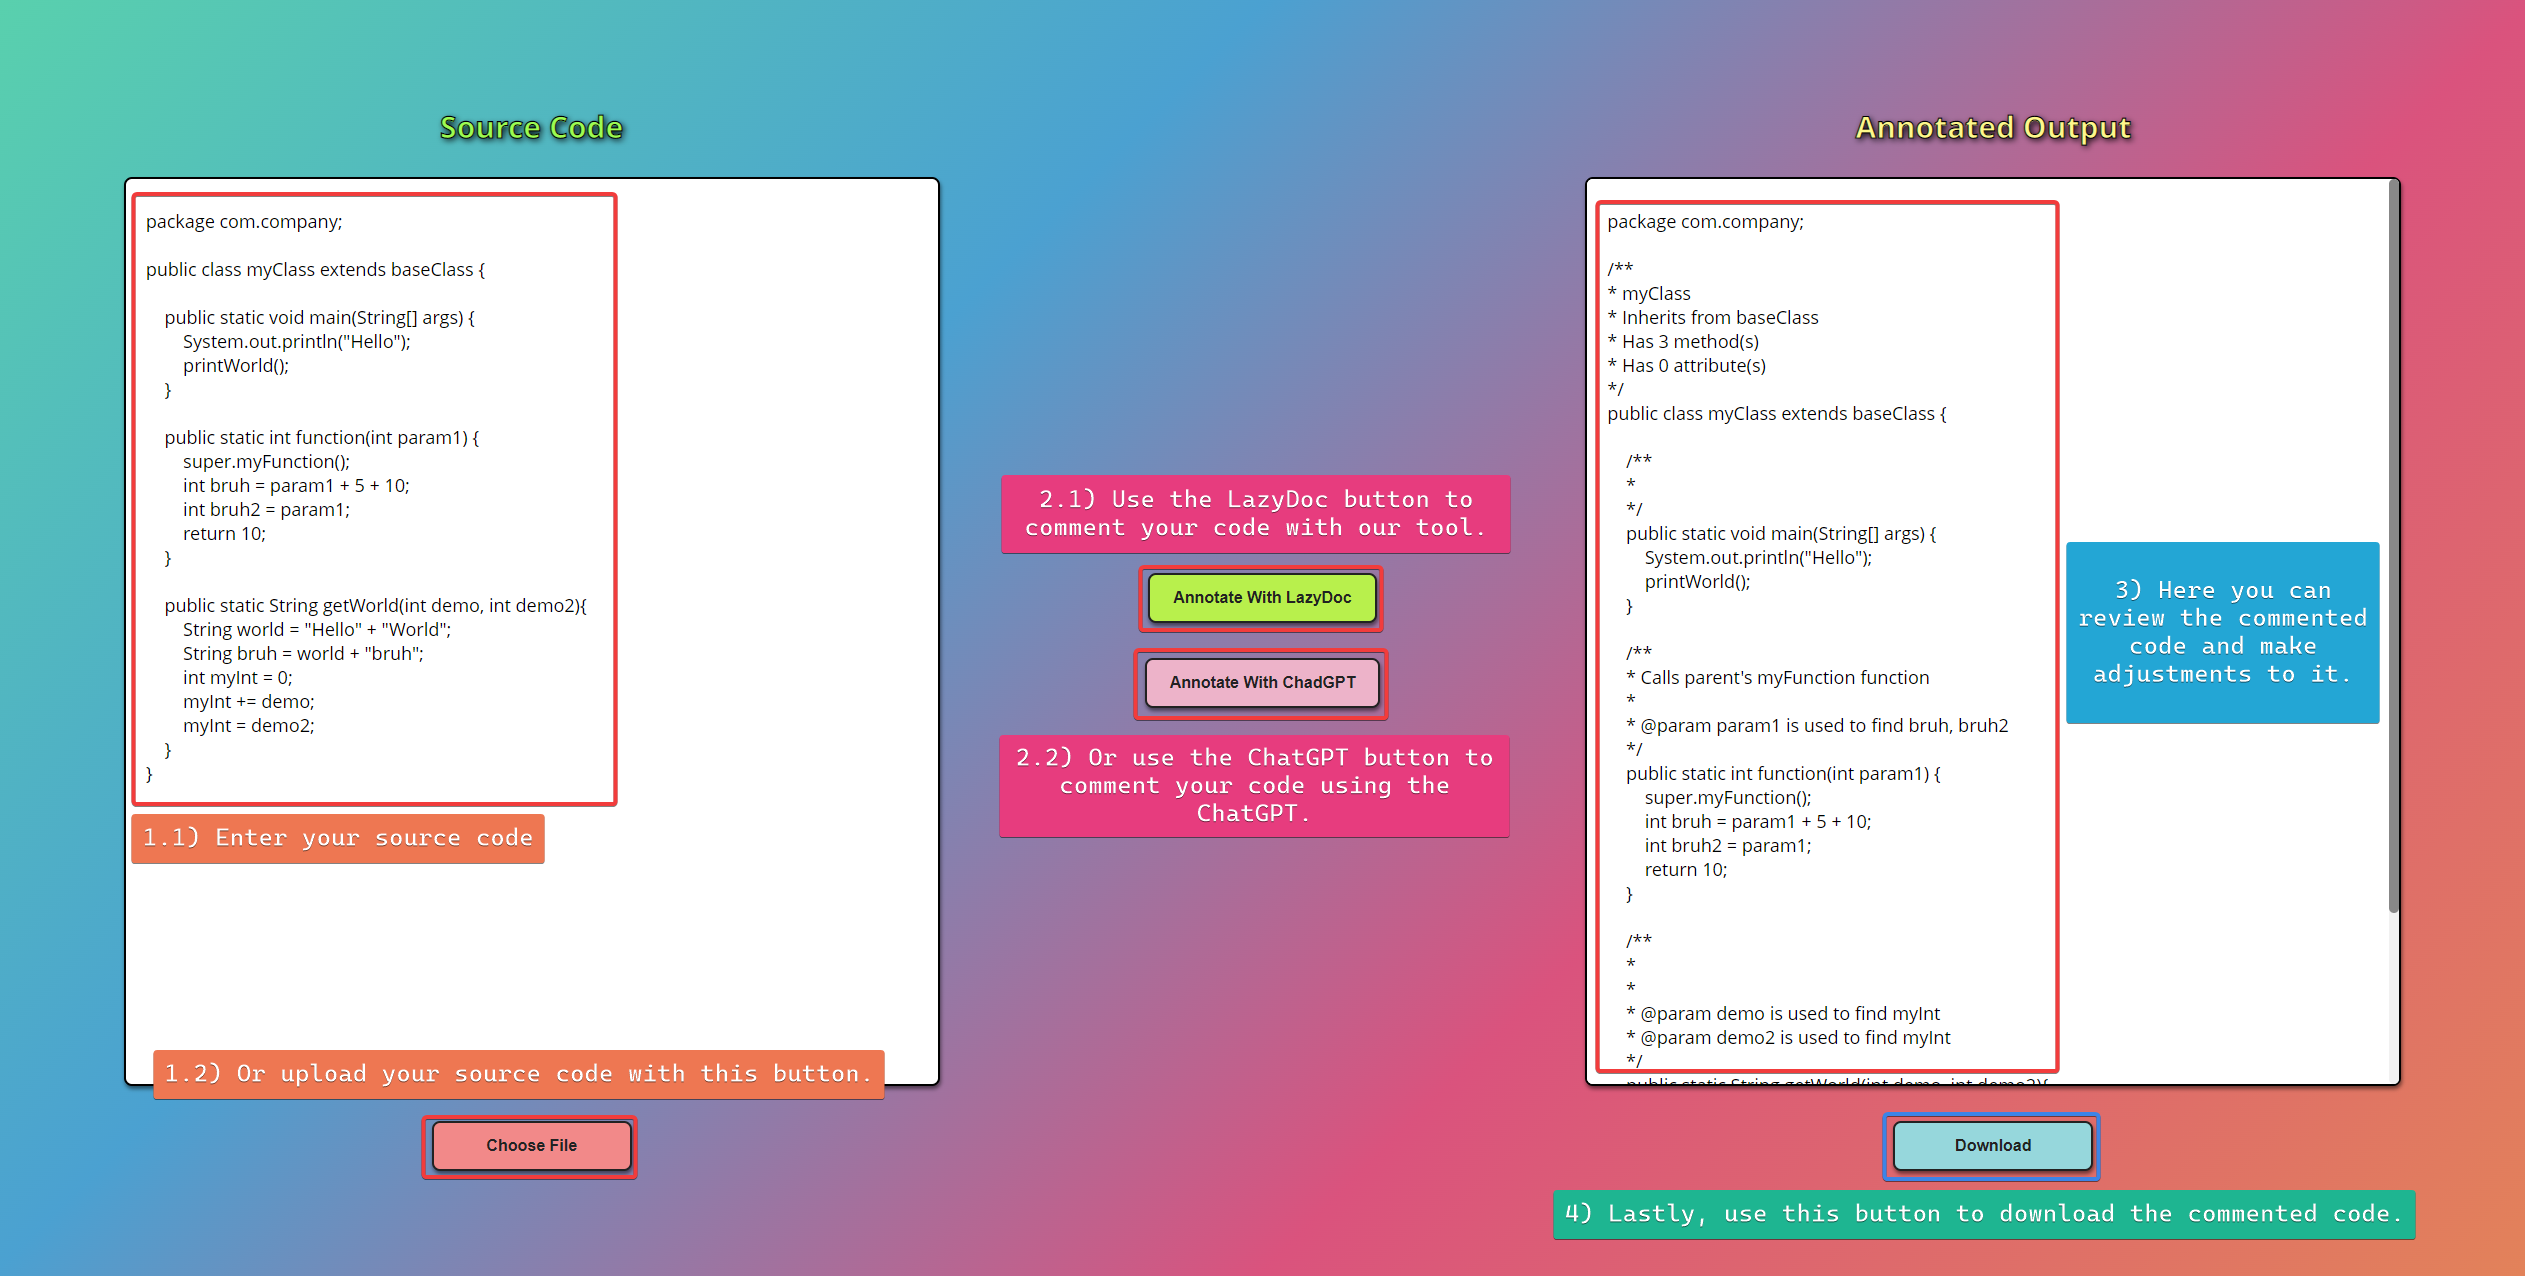 Source Code
package com.company;
public class myClass extends baseClass {
public static void main(String[] args) {
System.out.println("Hello");
printWorld();
}
public static int function(int param1) {
super.myFunction();
int bruh = param1 + 5 + 10;
int bruh2 = param1;
return 10;
}
public static String getWorld(int demo, int demo2){
String world = "Hello" + "World";
String bruh = world + "bruh";
int myInt = 0;
myInt += demo;
myInt = demo2;
}
}
1.1) Enter your source code
1.2) Or upload your source code with this button.
Choose File
2.1) Use the LazyDoc button to
comment your code with our tool.
Annotate With LazyDoc
Annotate With ChadGPT
2.2) Or use the ChatGPT button to
comment your code using the
ChatGPT.
Annotated Output
package com.company;
/**
* myClass
* Inherits from baseClass
* Has 3 method(s)
* Has 0 attribute(s)
*/
public class myClass extends baseClass {
/**
*
*/
public static void main(String[] args) {
System.out.println("Hello");
printWorld();
}
/**
* Calls parent's myFunction function
*
* @param param1 is used to find bruh, bruh2
*/
public static int function(int param1) {
super.myFunction();
int bruh = param1 + 5 + 10;
int bruh2 = param1;
return 10;
}
/**
*
*
* @param demo is used to find myInt
* @param demo2 is used to find myInt
*/
public static String getWorld(int demo, int demo2){
3) Here you can
review the commented
code and make
adjustments to it.
Download
4) Lastly, use this button to download the commented code.